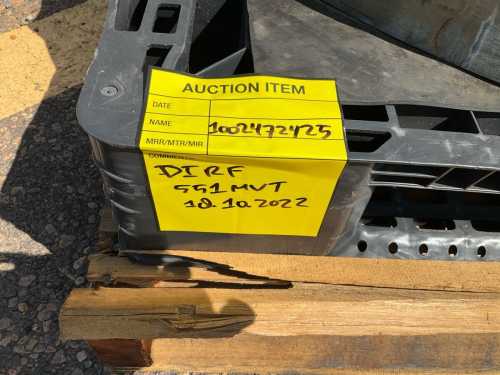 AUCTION ITEM
DATE
NAME 1002472425
MRR/MTR/MIR
COMMENTS
DIRF
551 MVT
18.10.2022